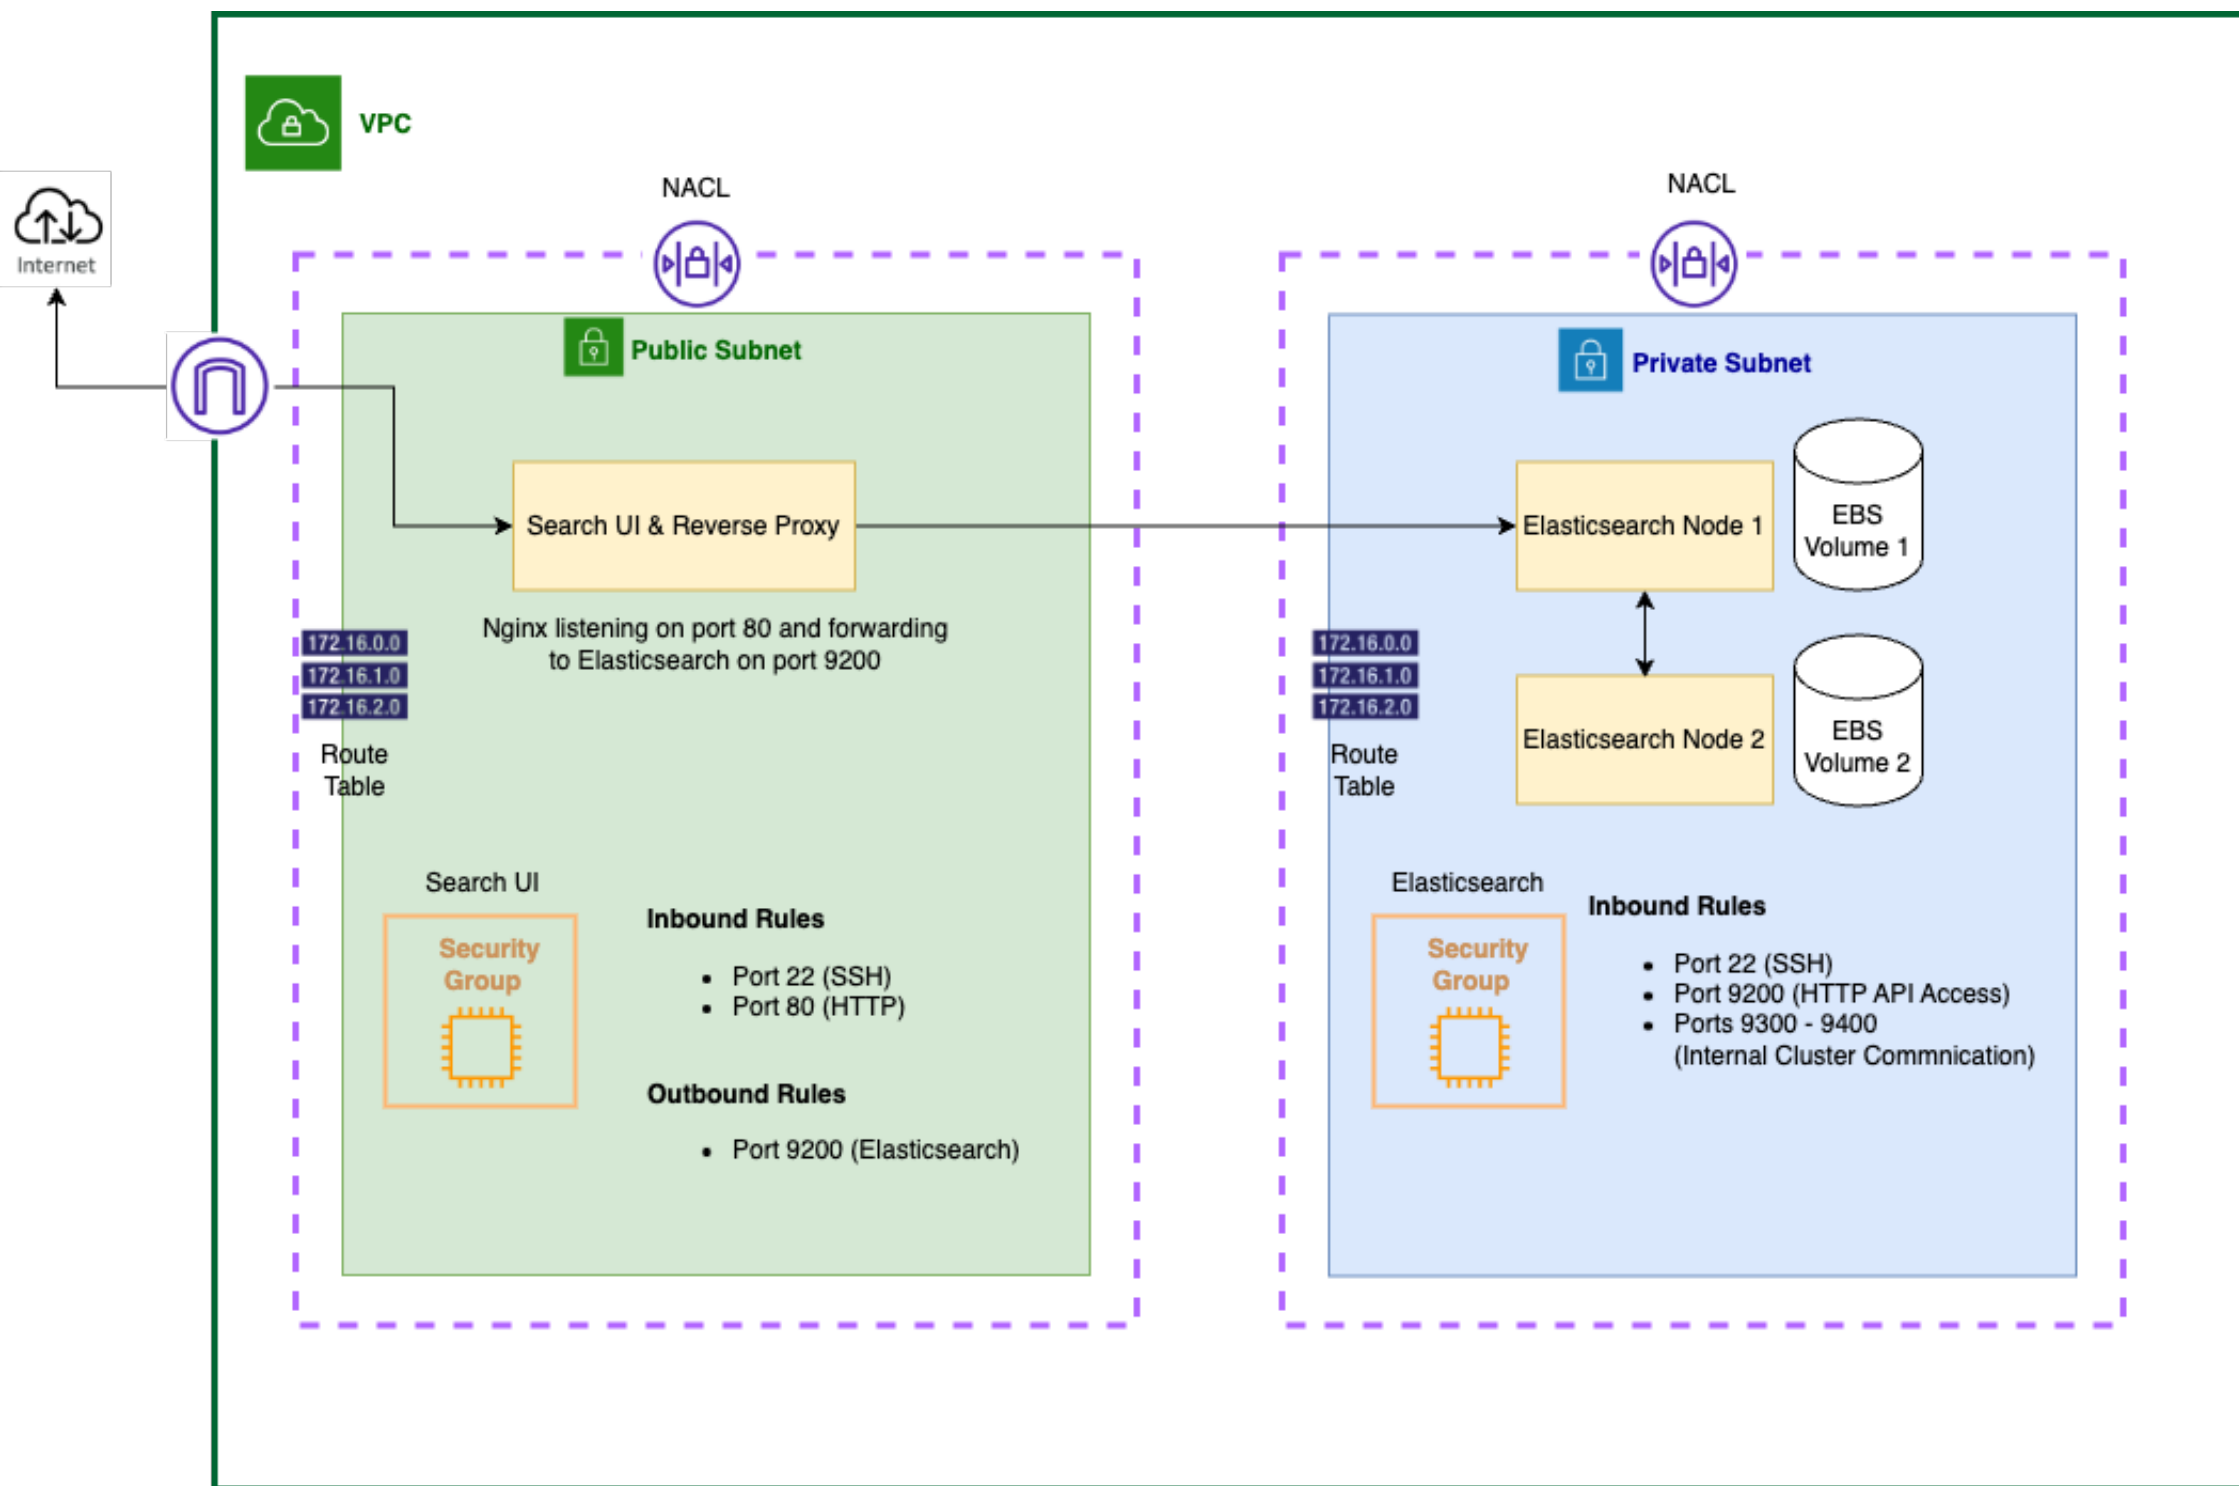 VPC
Internet
NACL
NACL
Public Subnet
Search UI & Reverse Proxy
Nginx listening on port 80 and forwarding
to Elasticsearch on port 9200
172.16.0.0
172.16.1.0
172.16.2.0
Route
Table
Search UI
Security
Group
Inbound Rules
• Port 22 (SSH)
• Port 80 (HTTP)
Outbound Rules
• Port 9200 (Elasticsearch)
Private Subnet
Elasticsearch Node 1
EBS
Volume 1
Elasticsearch Node 2
EBS
Volume 2
172.16.0.0
172.16.1.0
172.16.2.0
Route
Table
Elasticsearch
Security
Group
Inbound Rules
• Port 22 (SSH)
• Port 9200 (HTTP API Access)
• Ports 9300 - 9400
(Internal Cluster Commnication)